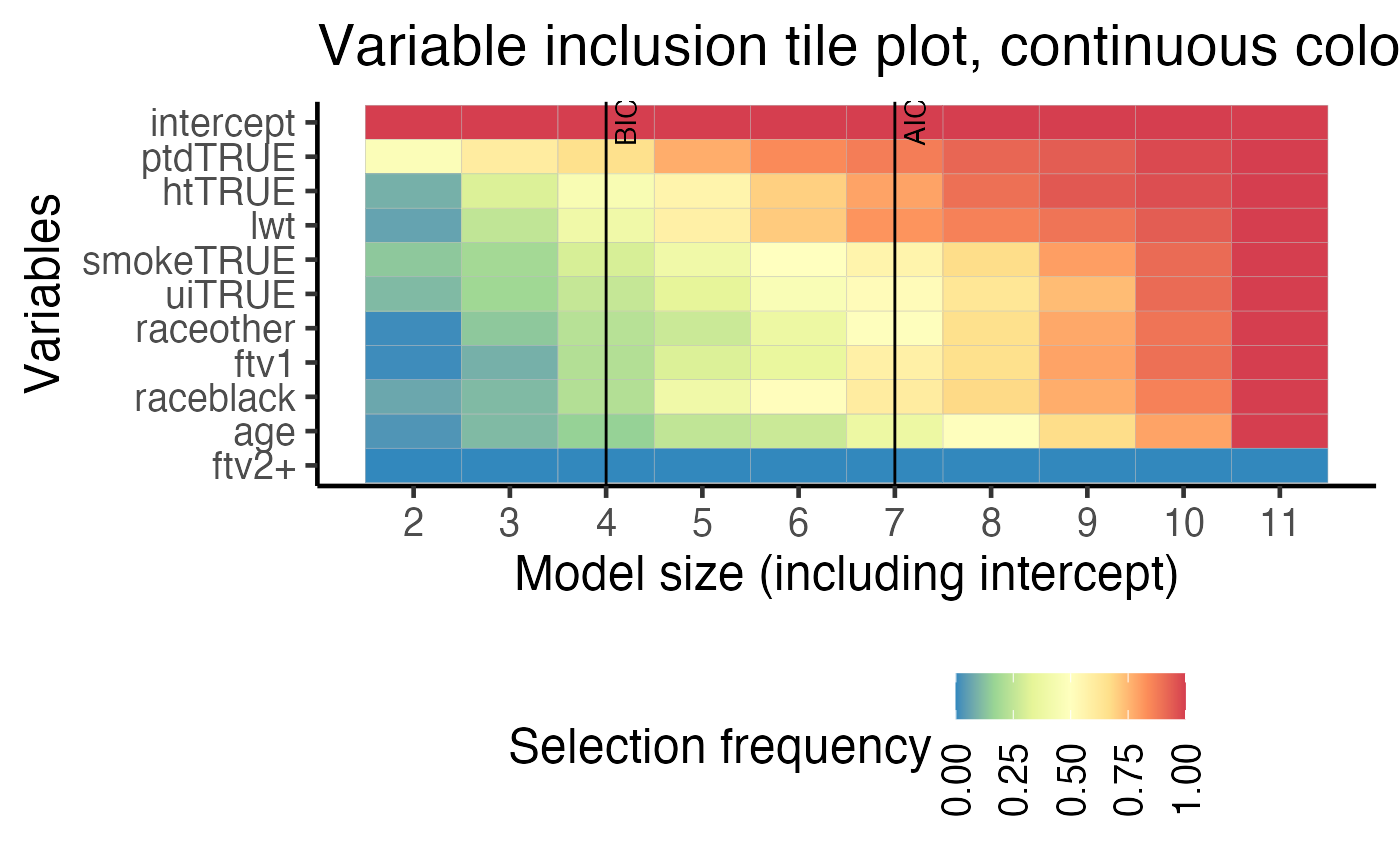 Variable inclusion tile plot, continuous colo
Variables
intercept
ptdTRUE
htTRUE
lwt
smokeTRUE
uiTRUE
raceother
ftv1
raceblack
age
ftv2+
BIC
AIC
2 3 4 5 6 7 8 9 10 11
Model size (including intercept)
Selection frequency
0.00 0.25 0.50 0.75 1.00